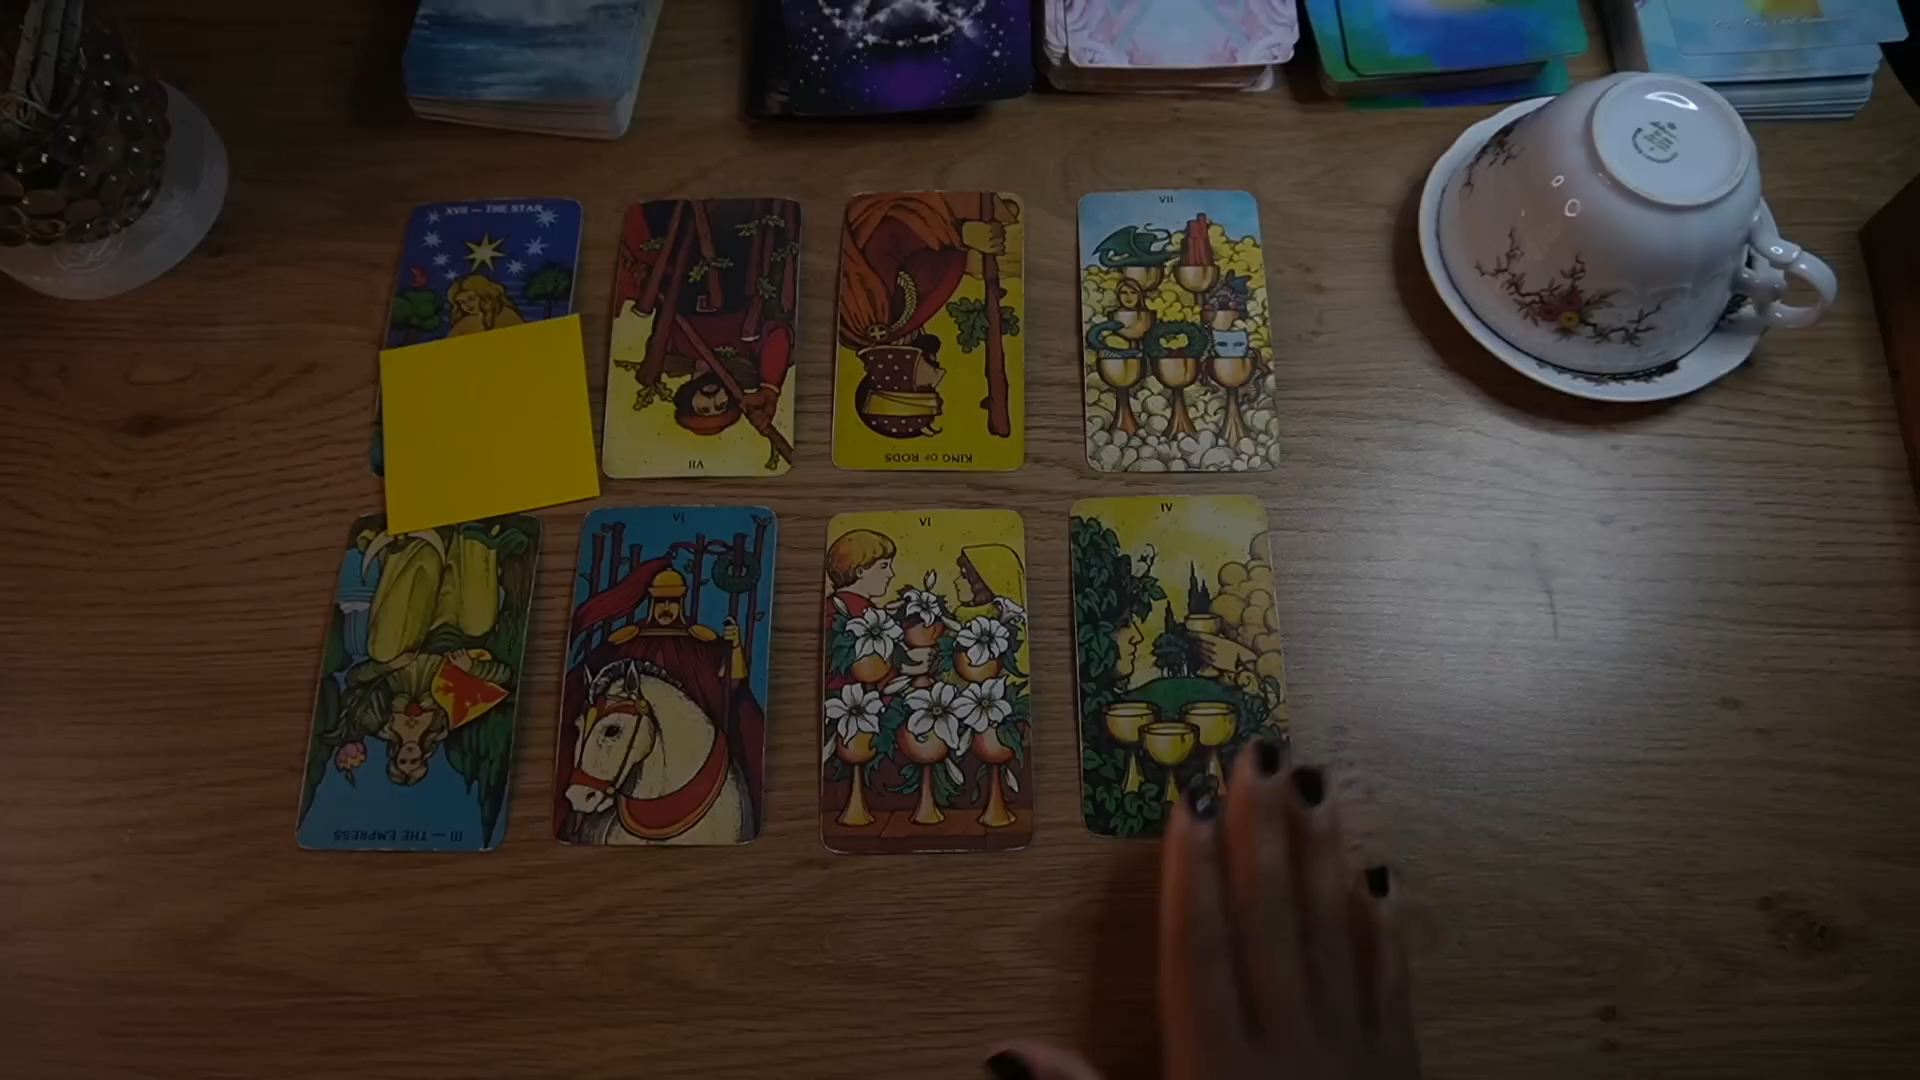 XVII — THE STAR
VII
KING OF RODS
VII
III — THE EMPRESS
VI
VI
IV